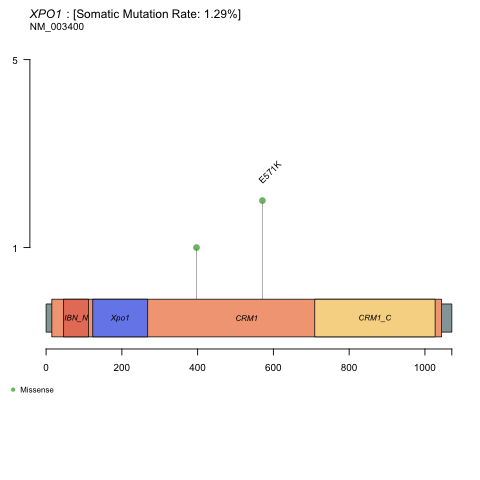 XPO1 : [Somatic Mutation Rate: 1.29%]
NM_003400
5
E571K
1
IBN_N Xpo1 CRM1 CRM1_C
0 200 400 600 800 1000
Missense